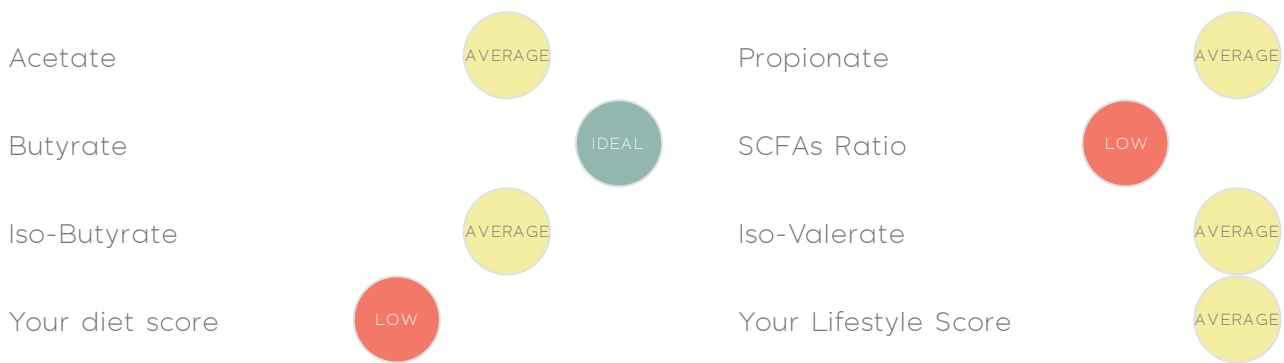 Acetate AVERAGE Propionate AVERAGE
Butyrate IDEAL SCFAs Ratio LOW
Iso-Butyrate AVERAGE Iso-Valerate AVERAGE
Your diet score LOW Your Lifestyle Score AVERAGE